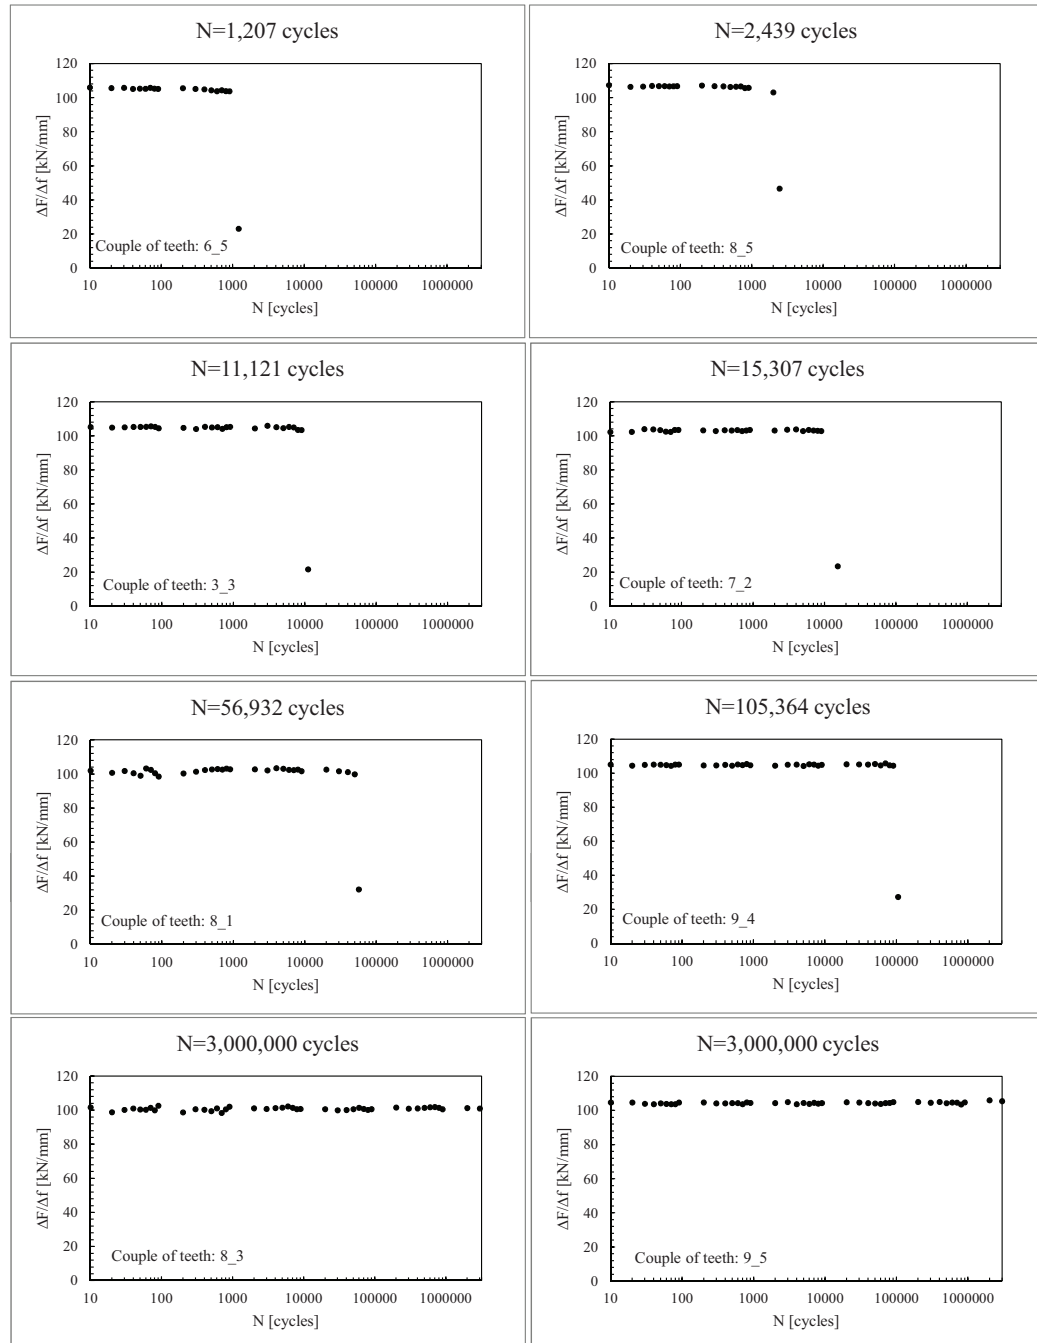 N=1,207 cycles
120
100
80
60
40
20
0
ΔF/Δf [kN/mm]
Couple of teeth: 6_5
10 100 1000 10000 100000 1000000
N [cycles]
N=2,439 cycles
120
100
80
60
40
20
0
ΔF/Δf [kN/mm]
Couple of teeth: 8_5
10 100 1000 10000 100000 1000000
N [cycles]
N=11,121 cycles
120
100
80
60
40
20
0
ΔF/Δf [kN/mm]
Couple of teeth: 3_3
10 100 1000 10000 100000 1000000
N [cycles]
N=15,307 cycles
120
100
80
60
40
20
0
ΔF/Δf [kN/mm]
Couple of teeth: 7_2
10 100 1000 10000 100000 1000000
N [cycles]
N=56,932 cycles
120
100
80
60
40
20
0
ΔF/Δf [kN/mm]
Couple of teeth: 8_1
10 100 1000 10000 100000 1000000
N [cycles]
N=105,364 cycles
120
100
80
60
40
20
0
ΔF/Δf [kN/mm]
Couple of teeth: 9_4
10 100 1000 10000 100000 1000000
N [cycles]
N=3,000,000 cycles
120
100
80
60
40
20
0
ΔF/Δf [kN/mm]
Couple of teeth: 8_3
10 100 1000 10000 100000 1000000
N [cycles]
N=3,000,000 cycles
120
100
80
60
40
20
0
ΔF/Δf [kN/mm]
Couple of teeth: 9_5
10 100 1000 10000 100000 1000000
N [cycles]